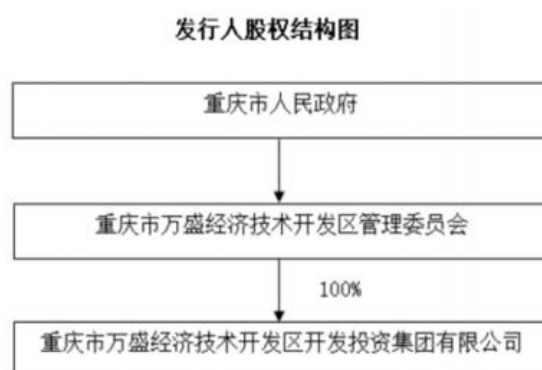 发行人股权结构图
重庆市人民政府
重庆市万盛经济技术开发区管理委员会
100%
重庆市万盛经济技术开发区开发投资集团有限公司